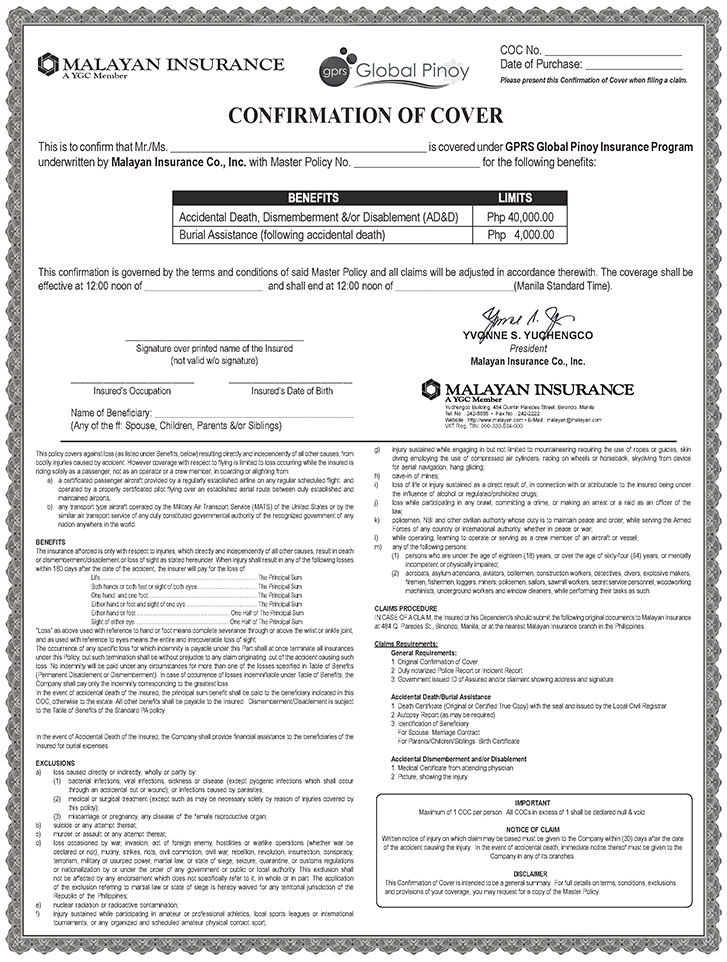 MALAYAN INSURANCE
A YGC Member
gprs Global Pinoy
COC No. ____________________
Date of Purchase: ______________
Please present this Confirmation of Cover when filing a claim.
CONFIRMATION OF COVER
This is to confirm that Mr./Ms. ____________________ is covered under GPRS Global Pinoy Insurance Program
underwritten by Malayan Insurance Co., Inc. with Master Policy No. ____________________ for the following benefits:
BENEFITS LIMITS
Accidental Death, Dismemberment &/or Disablement (AD&D) Php 40,000.00
Burial Assistance (following accidental death) Php 4,000.00
This confirmation is governed by the terms and conditions of said Master Policy and all claims will be adjusted in accordance therewith. The coverage shall be
effective at 12:00 noon of ____________________ and shall end at 12:00 noon of ____________________(Manila Standard Time).
Signature over printed name of the Insured
(not valid w/o signature)
Insured's Occupation Insured's Date of Birth
Name of Beneficiary: ____________________
(Any of the ff: Spouse, Children, Parents &/or Siblings)
YVONNE S. YUCHENGCO
President
Malayan Insurance Co., Inc.
MALAYAN INSURANCE
A YGC Member
Yuchengco Building, 484 Quintin Paredes Street, Binondo, Manila
Tel. No.: 242-8888 • Fax No.: 242-2222
Website : http://www.malayan.com • E-Mail : malayan@malayan.com
VAT Reg. TIN: 000-333-534-000
This policy covers against loss (as listed under Benefits, below) resulting directly and independently of all other causes, from
bodily injuries caused by accident. However coverage with respect to flying is limited to loss occurring while the insured is
riding solely as a passenger, not as an operator or a crew member, in boarding or alighting from:
a) a certificated passenger aircraft provided by a regularly established airline on any regular scheduled flight and
operated by a properly certificated pilot flying over an established aerial route between duly established and
maintained airports,
b) any transport type aircraft operated by the Military Air Transport Service (MATS) of the United States or by the
similar air transport service of any duly constituted governmental authority of the recognized government of any
nation anywhere in the world.
BENEFITS
The insurance afforded is only with respect to injuries, which directly and independently of all other causes, result in death
or dismemberment/disablement or loss of sight as stated hereunder. When injury shall result in any of the following losses
within 180 days after the date of the accident, the insurer will pay for the loss of:
Life ........ The Principal Sum
Both hands or both feet or sight of both eyes ........ The Principal Sum
One hand and one foot ........ The Principal Sum
Either hand or foot and sight of one eye ........ The Principal Sum
Either hand or foot ........ One Half of The Principal Sum
Sight of either eye ........ One Half of The Principal Sum
"Loss" as above used with reference to hand or foot means complete severance through or above the wrist or ankle joint,
and as used with reference to eyes means the entire and irrecoverable loss of sight.
The occurrence of any specific loss for which indemnity is payable under this Part shall at once terminate all insurances
under this Policy, but such termination shall be without prejudice to any claim originating out of the accident causing such
loss. No indemnity will be paid under any circumstances for more than one of the losses specified in Table of Benefits
(Permanent Disablement or Dismemberment). In case of occurrence of losses indemnifiable under Table of Benefits, the
Company shall pay only the indemnity corresponding to the greatest loss.
In the event of accidental death of the Insured, the principal sum benefit shall be paid to the beneficiary indicated in this
COC, otherwise to the estate. All other benefits shall be payable to the Insured. Dismemberment/Disablement is subject
to the Table of Benefits of the Standard PA policy.
In the event of Accidental Death of the Insured, the Company shall provide financial assistance to the beneficiaries of the
Insured for burial expenses.
EXCLUSIONS
a) loss caused directly or indirectly, wholly or partly by:
(1) bacterial infections, viral infections, sickness or disease (except pyogenic infections which shall occur
through an accidental cut or wound); or infections caused by parasites;
(2) medical or surgical treatment (except such as may be necessary solely by reason of injuries covered by
this policy);
(3) miscarriage or pregnancy, any disease of the female reproductive organ;
b) suicide or any attempt thereat;
c) murder or assault or any attempt thereat;
d) loss occasioned by war, invasion, act of foreign enemy, hostilities or warlike operations (whether war be
declared or not), mutiny, strikes, riots, civil commotion, civil war, rebellion, revolution, insurrection, conspiracy,
terrorism, military or usurped power, martial law, or state of siege, seizure, quarantine, or customs regulations
or nationalization by or under the order of any government or public or local authority. This exclusion shall
not be affected by any endorsement which does not specifically refer to it, in whole or in part. The application
of the exclusion referring to martial law or state of siege is hereby waived for any territorial jurisdiction of the
Republic of the Philippines;
e) nuclear radiation or radioactive contamination;
f) injury sustained while participating in amateur or professional athletics, local sports leagues or international
tournaments, or any organized and scheduled amateur physical contact sport;
g) injury sustained while engaging in but not limited to mountaineering requiring the use of ropes or guides, skin
diving employing the use of compressed air cylinders, racing on wheels or horseback, skydiving from device
for aerial navigation, hang gliding;
h) cave-in of mines;
i) loss of life or injury sustained as a direct result of, in connection with or attributable to the insured being under
the influence of alcohol or regulated/prohibited drugs;
j) loss while participating in any brawl, committing a crime, or making an arrest or a raid as an officer of the
law;
k) policemen, NBI and other civilian authority whose duty is to maintain peace and order; while serving the Armed
Forces of any country or international authority, whether in peace or war;
l) while operating, learning to operate or serving as a crew member of an aircraft or vessel;
m) any of the following persons:
(1) persons who are under the age of eighteen (18) years, or over the age of sixty-four (64) years, or mentally
incompetent or physically impaired;
(2) acrobats, asylum attendants, aviators, boilermen, construction workers, detectives, divers, explosive makers,
firemen, fishermen, loggers, miners, policemen, sailors, sawmill workers, secret service personnel, woodworking
machinists, underground workers and window cleaners, while performing their tasks as such.
CLAIMS PROCEDURE
IN CASE OF A CLAIM, the Insured or his Dependent/s should submit the following original documents to Malayan Insurance
at 484 Q. Paredes St., Binondo, Manila, or at the nearest Malayan Insurance branch in the Philippines
Claims Requirements:
General Requirements:
1. Original Confirmation of Cover
2. Duly notarized Police Report or Incident Report
3. Government issued ID of Assured and/or claimant showing address and signature
Accidental Death/Burial Assistance
1. Death Certificate (Original or Certified True Copy) with the seal and issued by the Local Civil Registrar
2. Autopsy Report (as may be required)
3. Identification of Beneficiary
For Spouse: Marriage Contract
For Parents/Children/Siblings: Birth Certificate
Accidental Dismemberment and/or Disablement
1. Medical Certificate from attending physician
2. Picture, showing the injury
IMPORTANT
Maximum of 1 COC per person. All COCs in excess of 1 shall be declared null & void.
NOTICE OF CLAIM
Written notice of injury on which claim may be based must be given to the Company within (30) days after the date
of the accident causing the injury. In the event of accidental death, immediate notice thereof must be given to the
Company in any of its branches.
DISCLAIMER
This Confirmation of Cover is intended to be a general summary. For full details on terms, conditions, exclusions
and provisions of your coverage, you may request for a copy of the Master Policy.